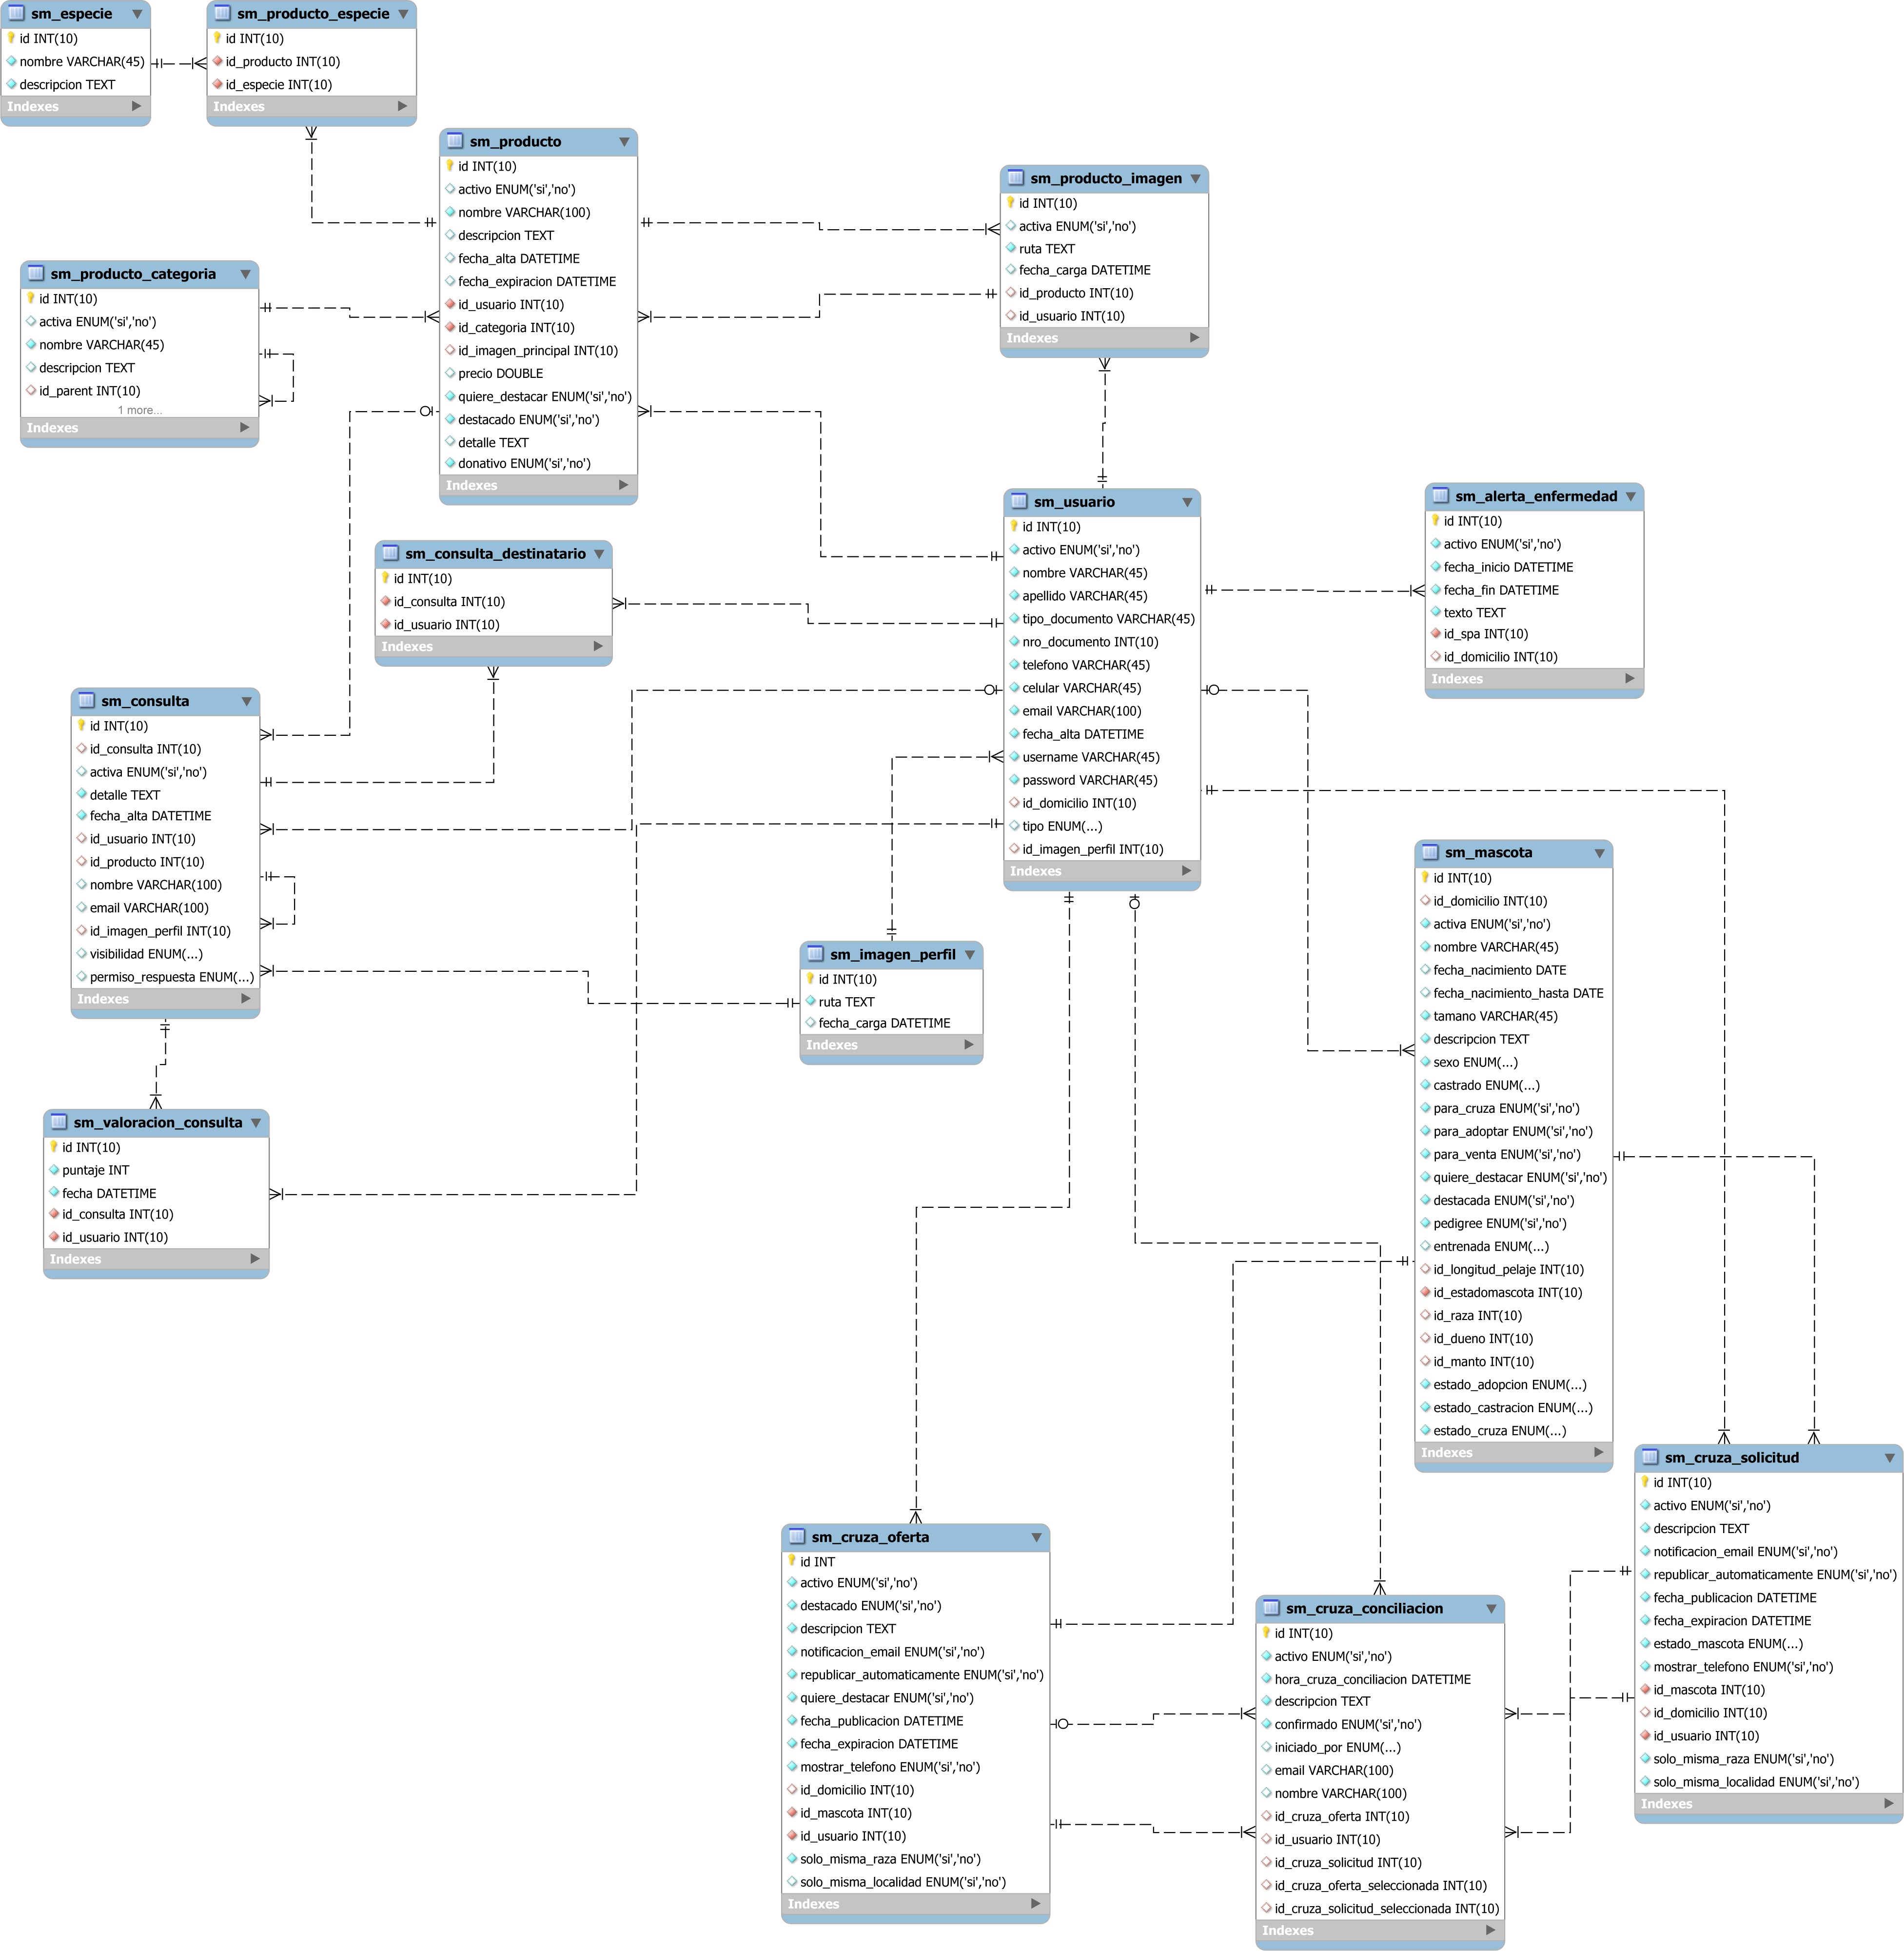 sm_especie
id INT(10)
nombre VARCHAR(45)
descripcion TEXT
Indexes
sm_producto_especie
id INT(10)
id_producto INT(10)
id_especie INT(10)
Indexes
sm_producto
id INT(10)
activo ENUM('si','no')
nombre VARCHAR(100)
descripcion TEXT
fecha_alta DATETIME
fecha_expiracion DATETIME
id_usuario INT(10)
id_categoria INT(10)
id_imagen_principal INT(10)
precio DOUBLE
quiere_destacar ENUM('si','no')
destacado ENUM('si','no')
detalle TEXT
donativo ENUM('si','no')
Indexes
sm_producto_imagen
id INT(10)
activa ENUM('si','no')
ruta TEXT
fecha_carga DATETIME
id_producto INT(10)
id_usuario INT(10)
Indexes
sm_producto_categoria
id INT(10)
activa ENUM('si','no')
nombre VARCHAR(45)
descripcion TEXT
id_parent INT(10)
1 more...
Indexes
sm_usuario
id INT(10)
activo ENUM('si','no')
nombre VARCHAR(45)
apellido VARCHAR(45)
tipo_documento VARCHAR(45)
nro_documento INT(10)
telefono VARCHAR(45)
celular VARCHAR(45)
email VARCHAR(100)
fecha_alta DATETIME
username VARCHAR(45)
password VARCHAR(45)
id_domicilio INT(10)
tipo ENUM(...)
id_imagen_perfil INT(10)
Indexes
sm_alerta_enfermedad
id INT(10)
activo ENUM('si','no')
fecha_inicio DATETIME
fecha_fin DATETIME
texto TEXT
id_spa INT(10)
id_domicilio INT(10)
Indexes
sm_consulta_destinatario
id INT(10)
id_consulta INT(10)
id_usuario INT(10)
Indexes
sm_consulta
id INT(10)
id_consulta INT(10)
activa ENUM('si','no')
detalle TEXT
fecha_alta DATETIME
id_usuario INT(10)
id_producto INT(10)
nombre VARCHAR(100)
email VARCHAR(100)
id_imagen_perfil INT(10)
visibilidad ENUM(...)
permiso_respuesta ENUM(...)
Indexes
sm_mascota
id INT(10)
id_domicilio INT(10)
activa ENUM('si','no')
nombre VARCHAR(45)
fecha_nacimiento DATE
fecha_nacimiento_hasta DATE
tamano VARCHAR(45)
descripcion TEXT
sexo ENUM(...)
castrado ENUM(...)
para_cruza ENUM('si','no')
para_adoptar ENUM('si','no')
para_venta ENUM('si','no')
quiere_destacar ENUM('si','no')
destacada ENUM('si','no')
pedigree ENUM('si','no')
entrenada ENUM(...)
id_longitud_pelaje INT(10)
id_estadomascota INT(10)
id_raza INT(10)
id_dueno INT(10)
id_manto INT(10)
estado_adopcion ENUM(...)
estado_castracion ENUM(...)
estado_cruza ENUM(...)
Indexes
sm_imagen_perfil
id INT(10)
ruta TEXT
fecha_carga DATETIME
Indexes
sm_valoracion_consulta
id INT(10)
puntaje INT
fecha DATETIME
id_consulta INT(10)
id_usuario INT(10)
Indexes
sm_cruza_solicitud
id INT(10)
activo ENUM('si','no')
descripcion TEXT
notificacion_email ENUM('si','no')
republicar_automaticamente ENUM('si','no')
fecha_publicacion DATETIME
fecha_expiracion DATETIME
estado_mascota ENUM(...)
mostrar_telefono ENUM('si','no')
id_mascota INT(10)
id_domicilio INT(10)
id_usuario INT(10)
solo_misma_raza ENUM('si','no')
solo_misma_localidad ENUM('si','no')
Indexes
sm_cruza_oferta
id INT
activo ENUM('si','no')
destacado ENUM('si','no')
descripcion TEXT
notificacion_email ENUM('si','no')
republicar_automaticamente ENUM('si','no')
quiere_destacar ENUM('si','no')
fecha_publicacion DATETIME
fecha_expiracion DATETIME
mostrar_telefono ENUM('si','no')
id_domicilio INT(10)
id_mascota INT(10)
id_usuario INT(10)
solo_misma_raza ENUM('si','no')
solo_misma_localidad ENUM('si','no')
Indexes
sm_cruza_conciliacion
id INT(10)
activo ENUM('si','no')
hora_cruza_conciliacion DATETIME
descripcion TEXT
confirmado ENUM('si','no')
iniciado_por ENUM(...)
email VARCHAR(100)
nombre VARCHAR(100)
id_cruza_oferta INT(10)
id_usuario INT(10)
id_cruza_solicitud INT(10)
id_cruza_oferta_seleccionada INT(10)
id_cruza_solicitud_seleccionada INT(10)
Indexes